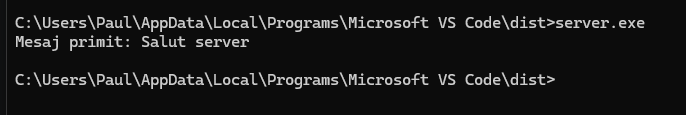 C:\Users\Paul\AppData\Local\Programs\Microsoft VS Code\dist>server.exe
Mesaj primit: Salut server
C:\Users\Paul\AppData\Local\Programs\Microsoft VS Code\dist>